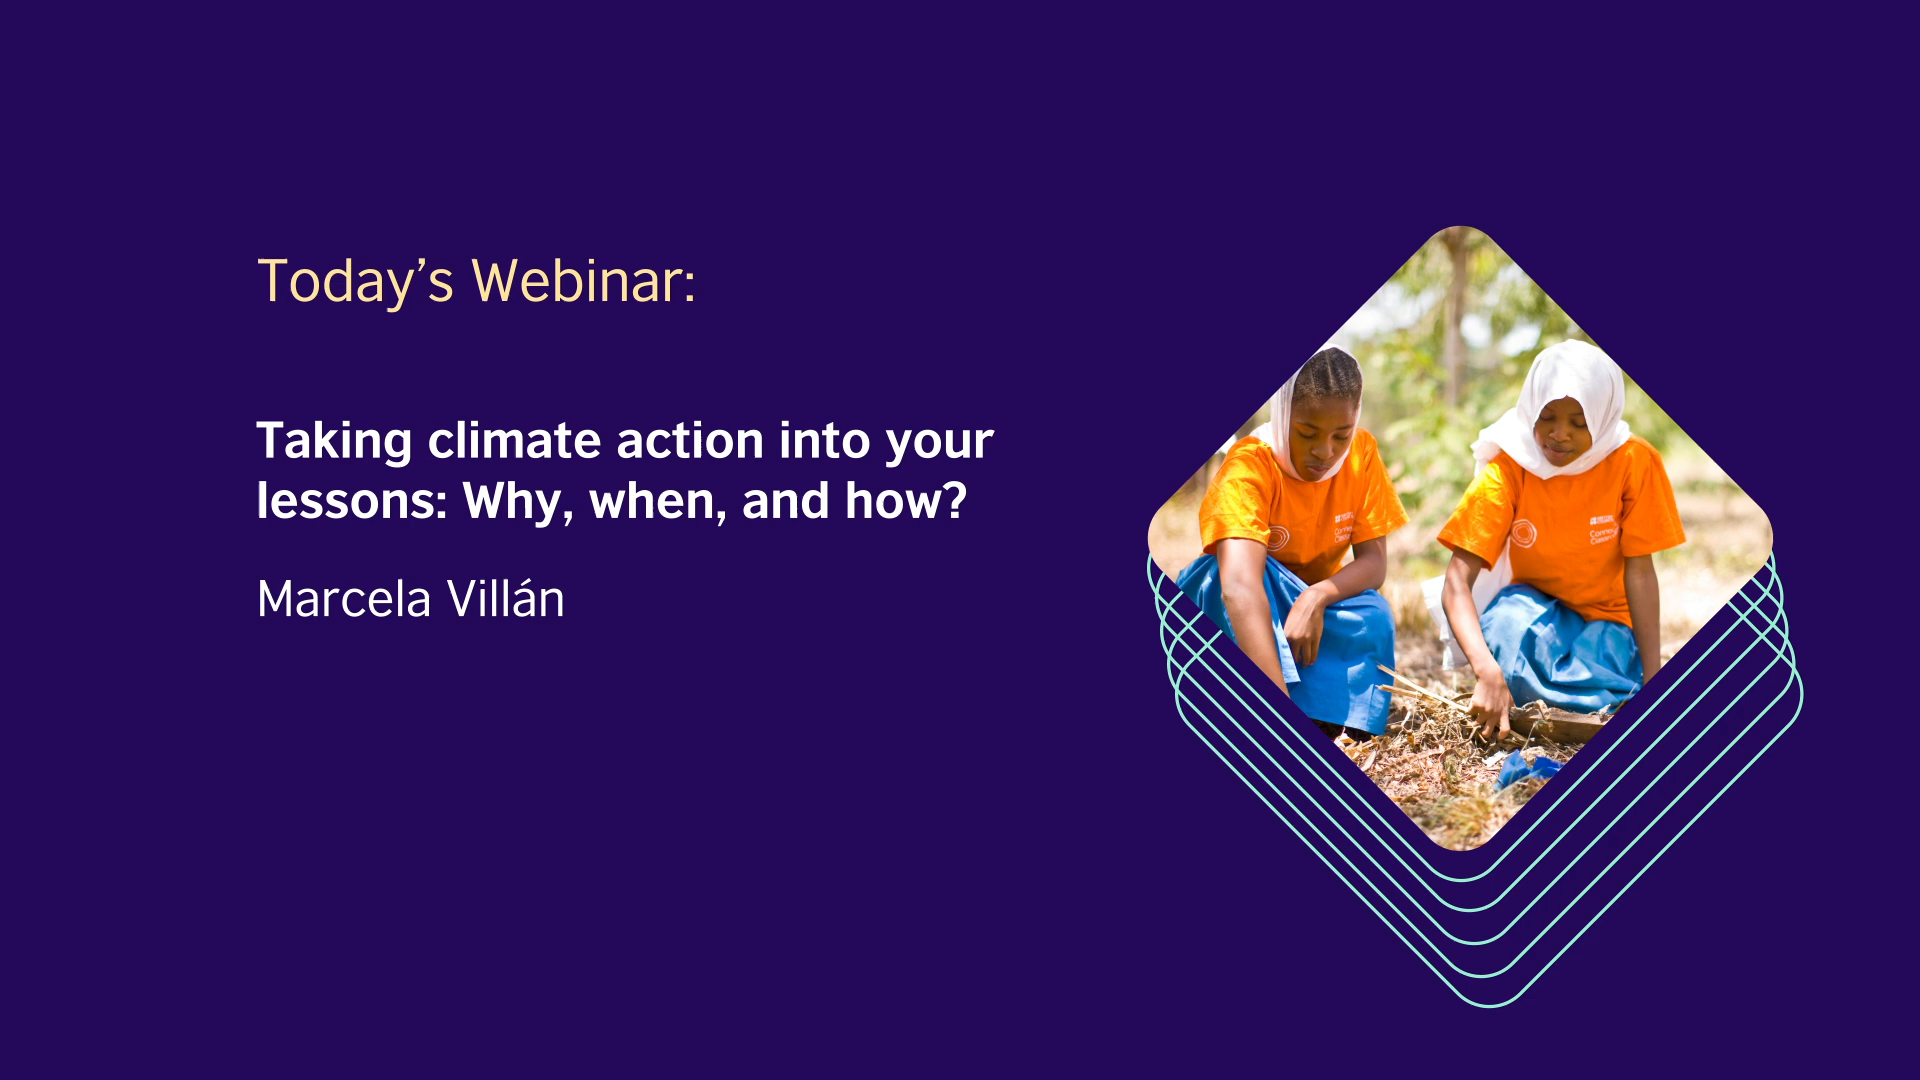 Today’s Webinar:
Taking climate action into your
lessons: Why, when, and how?
Marcela Villán